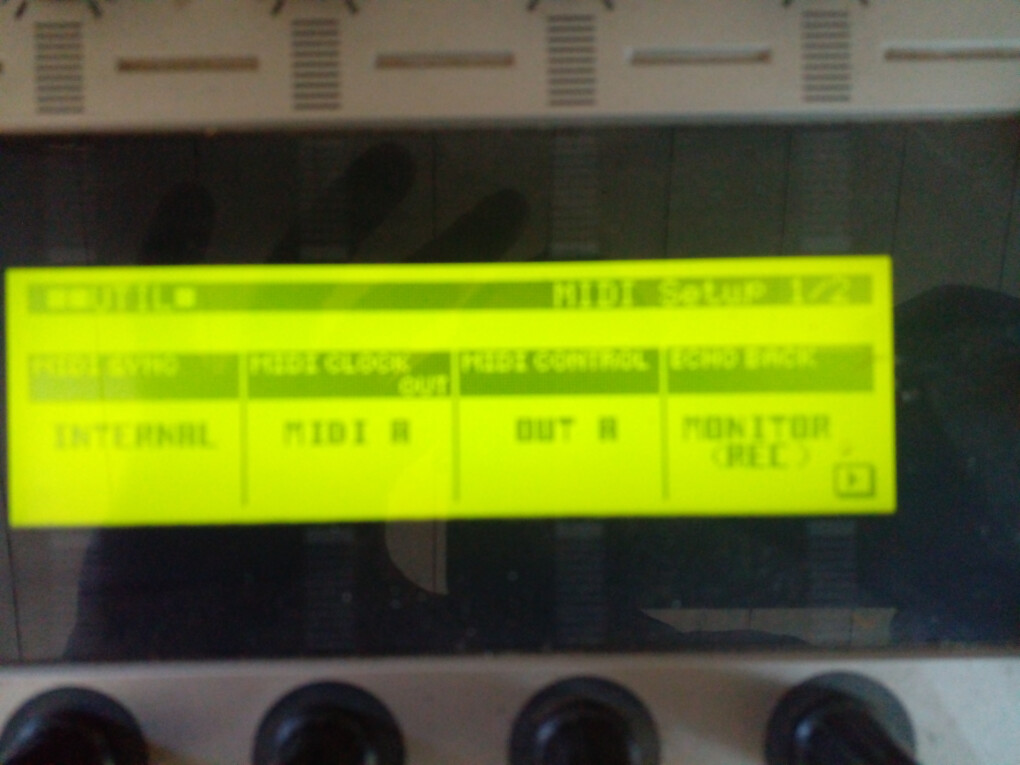 UTIL
MIDI Setup 1/2
MIDI SYNC
INTERNAL
MIDI CLOCK
OUT
MIDI A
MIDI CONTROL
OUT A
ECHO BACK
MONITOR
(REC)